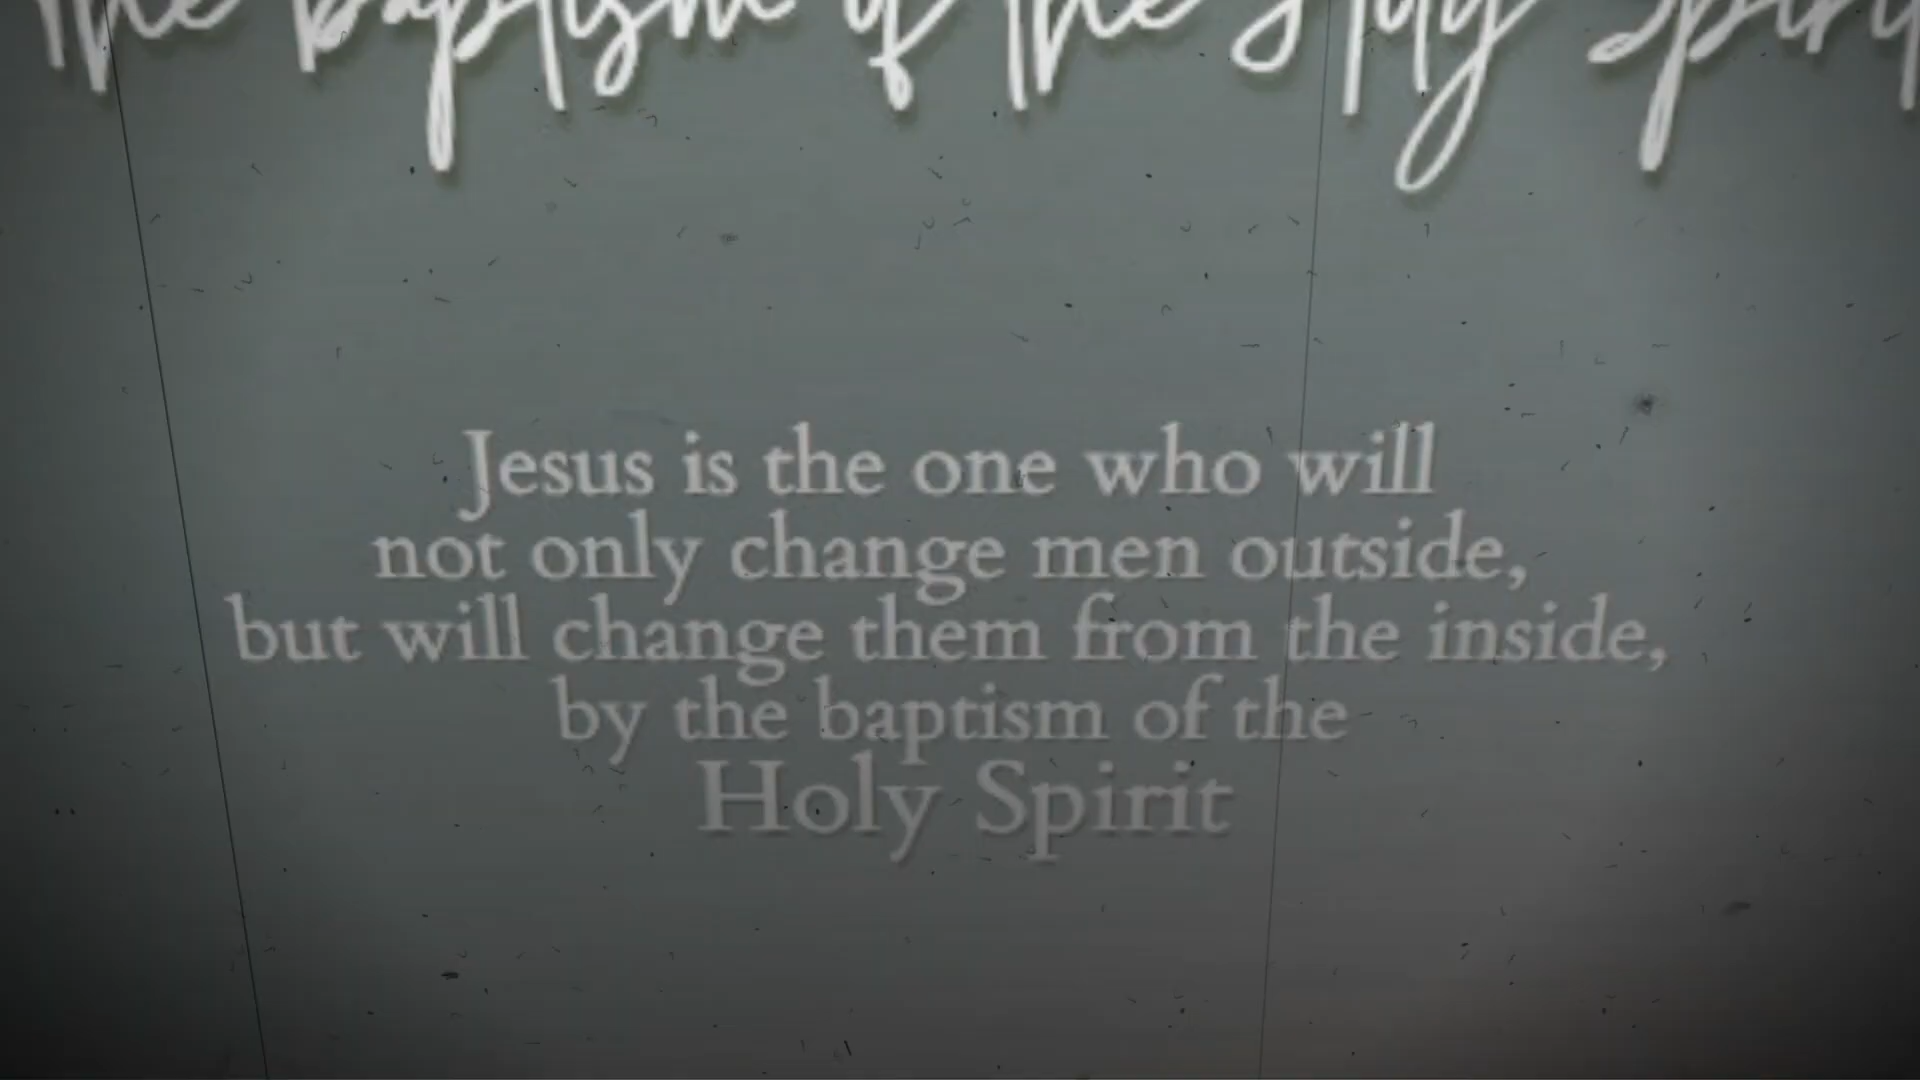 the baptism of the Holy Spirit
Jesus is the one who will
not only change men outside,
but will change them from the inside,
by the baptism of the
Holy Spirit